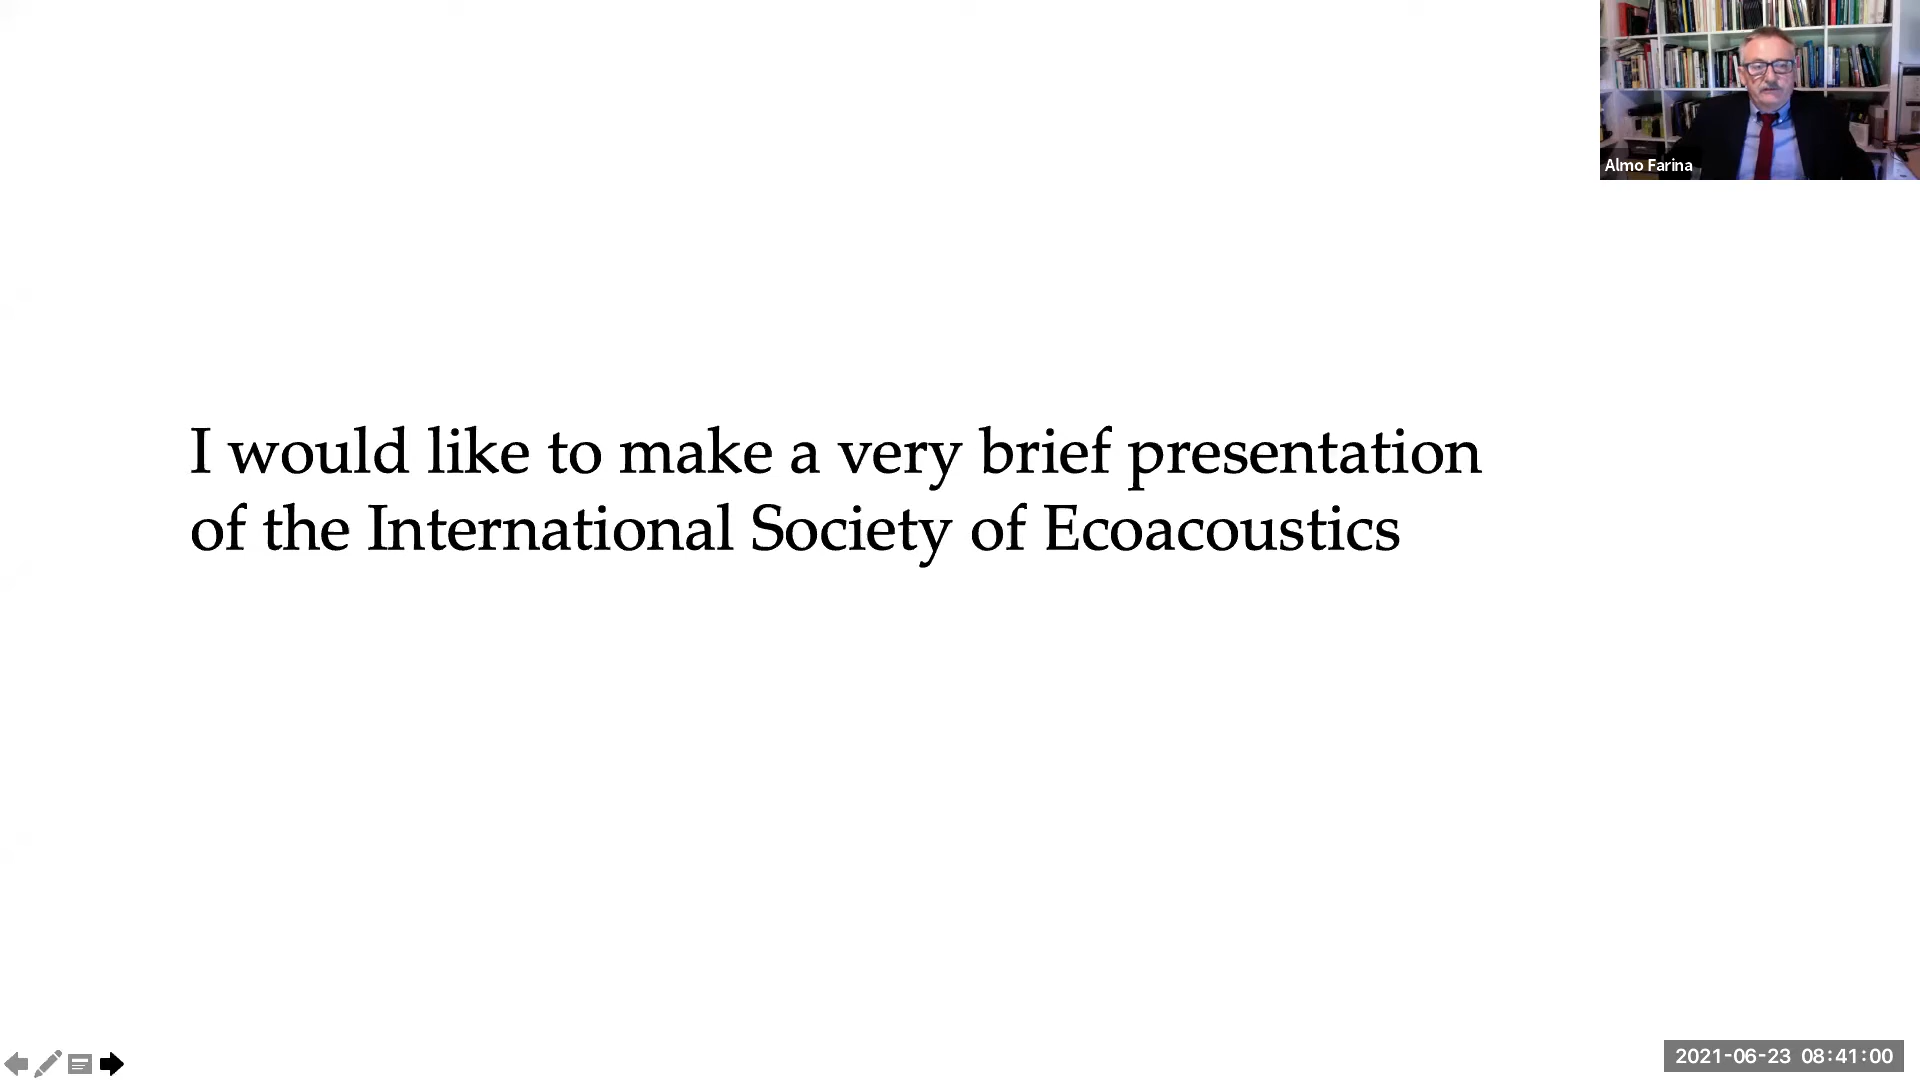 Almo Farina
I would like to make a very brief presentation
of the International Society of Ecoacoustics
2021-06-23 08:41:00